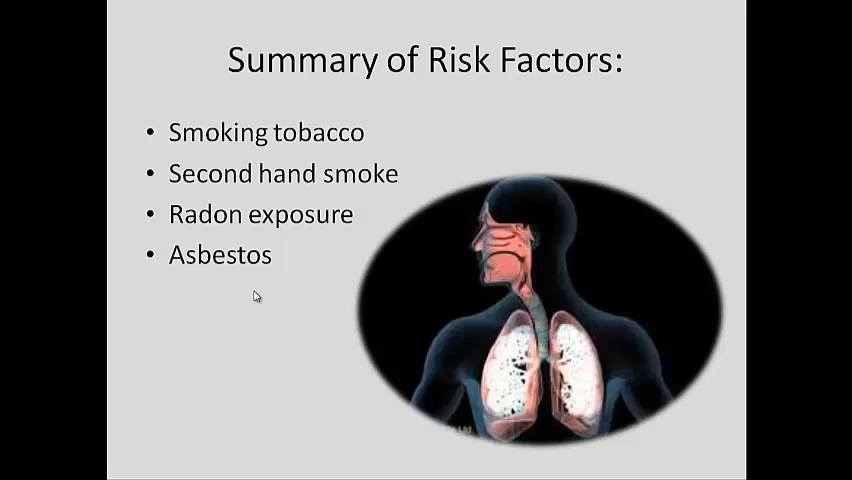 Summary of Risk Factors:
• Smoking tobacco
• Second hand smoke
• Radon exposure
• Asbestos